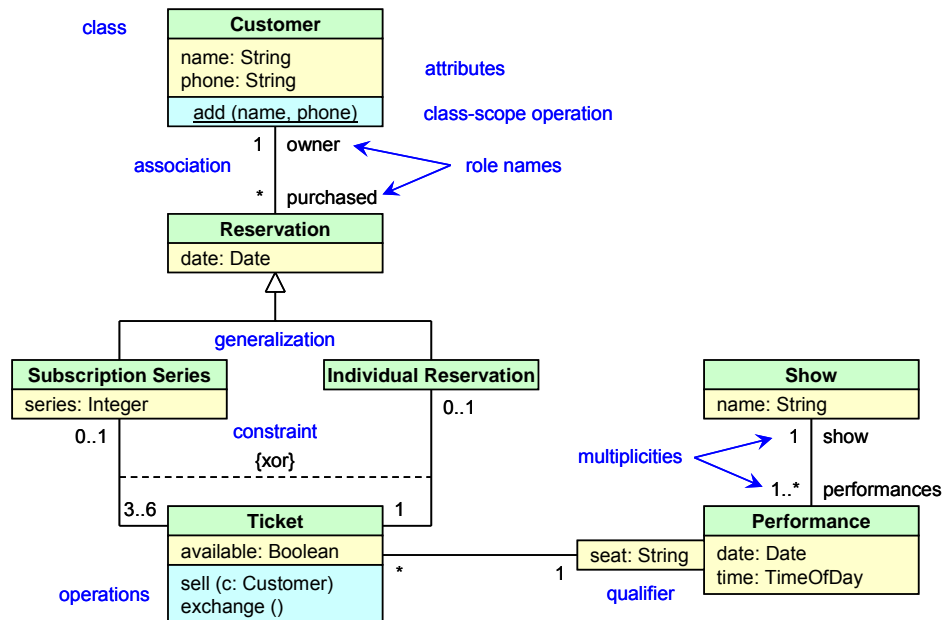 class
Customer
name: String
phone: String
attributes
add (name, phone)
class-scope operation
1
owner
association
role names
*
purchased
Reservation
date: Date
generalization
Subscription Series
series: Integer
Individual Reservation
Show
name: String
0..1
0..1
constraint
{xor}
multiplicities
1
show
1..*
performances
3..6
1
Ticket
available: Boolean
sell (c: Customer)
exchange ()
operations
*
1
seat: String
qualifier
Performance
date: Date
time: TimeOfDay